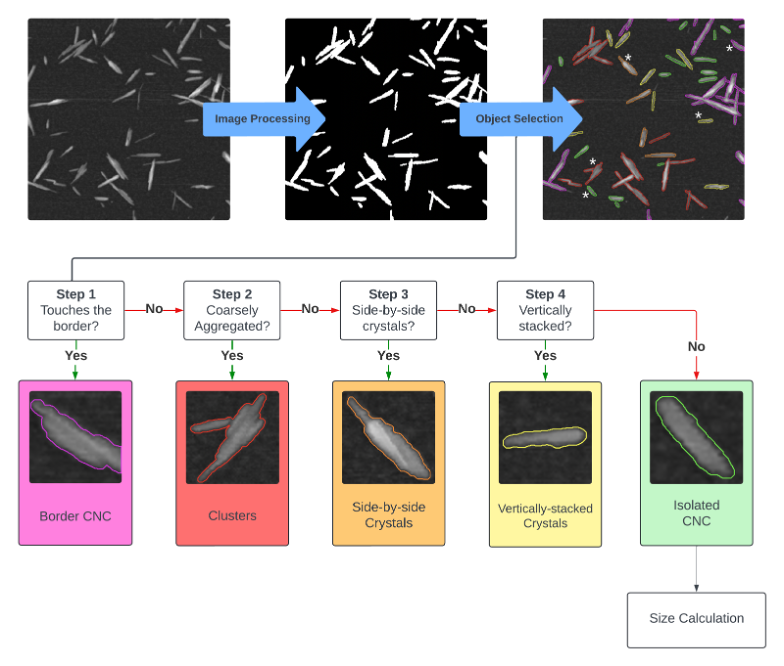 Image Processing
Object Selection
*
*
*
*
*
Step 1
Touches the
border?
No
Step 2
Coarsely
Aggregated?
No
Step 3
Side-by-side
crystals?
No
Step 4
Vertically
stacked?
No
Yes
Yes
Yes
Yes
Border CNC
Clusters
Side-by-side
Crystals
Vertically-stacked
Crystals
Isolated
CNC
Size Calculation